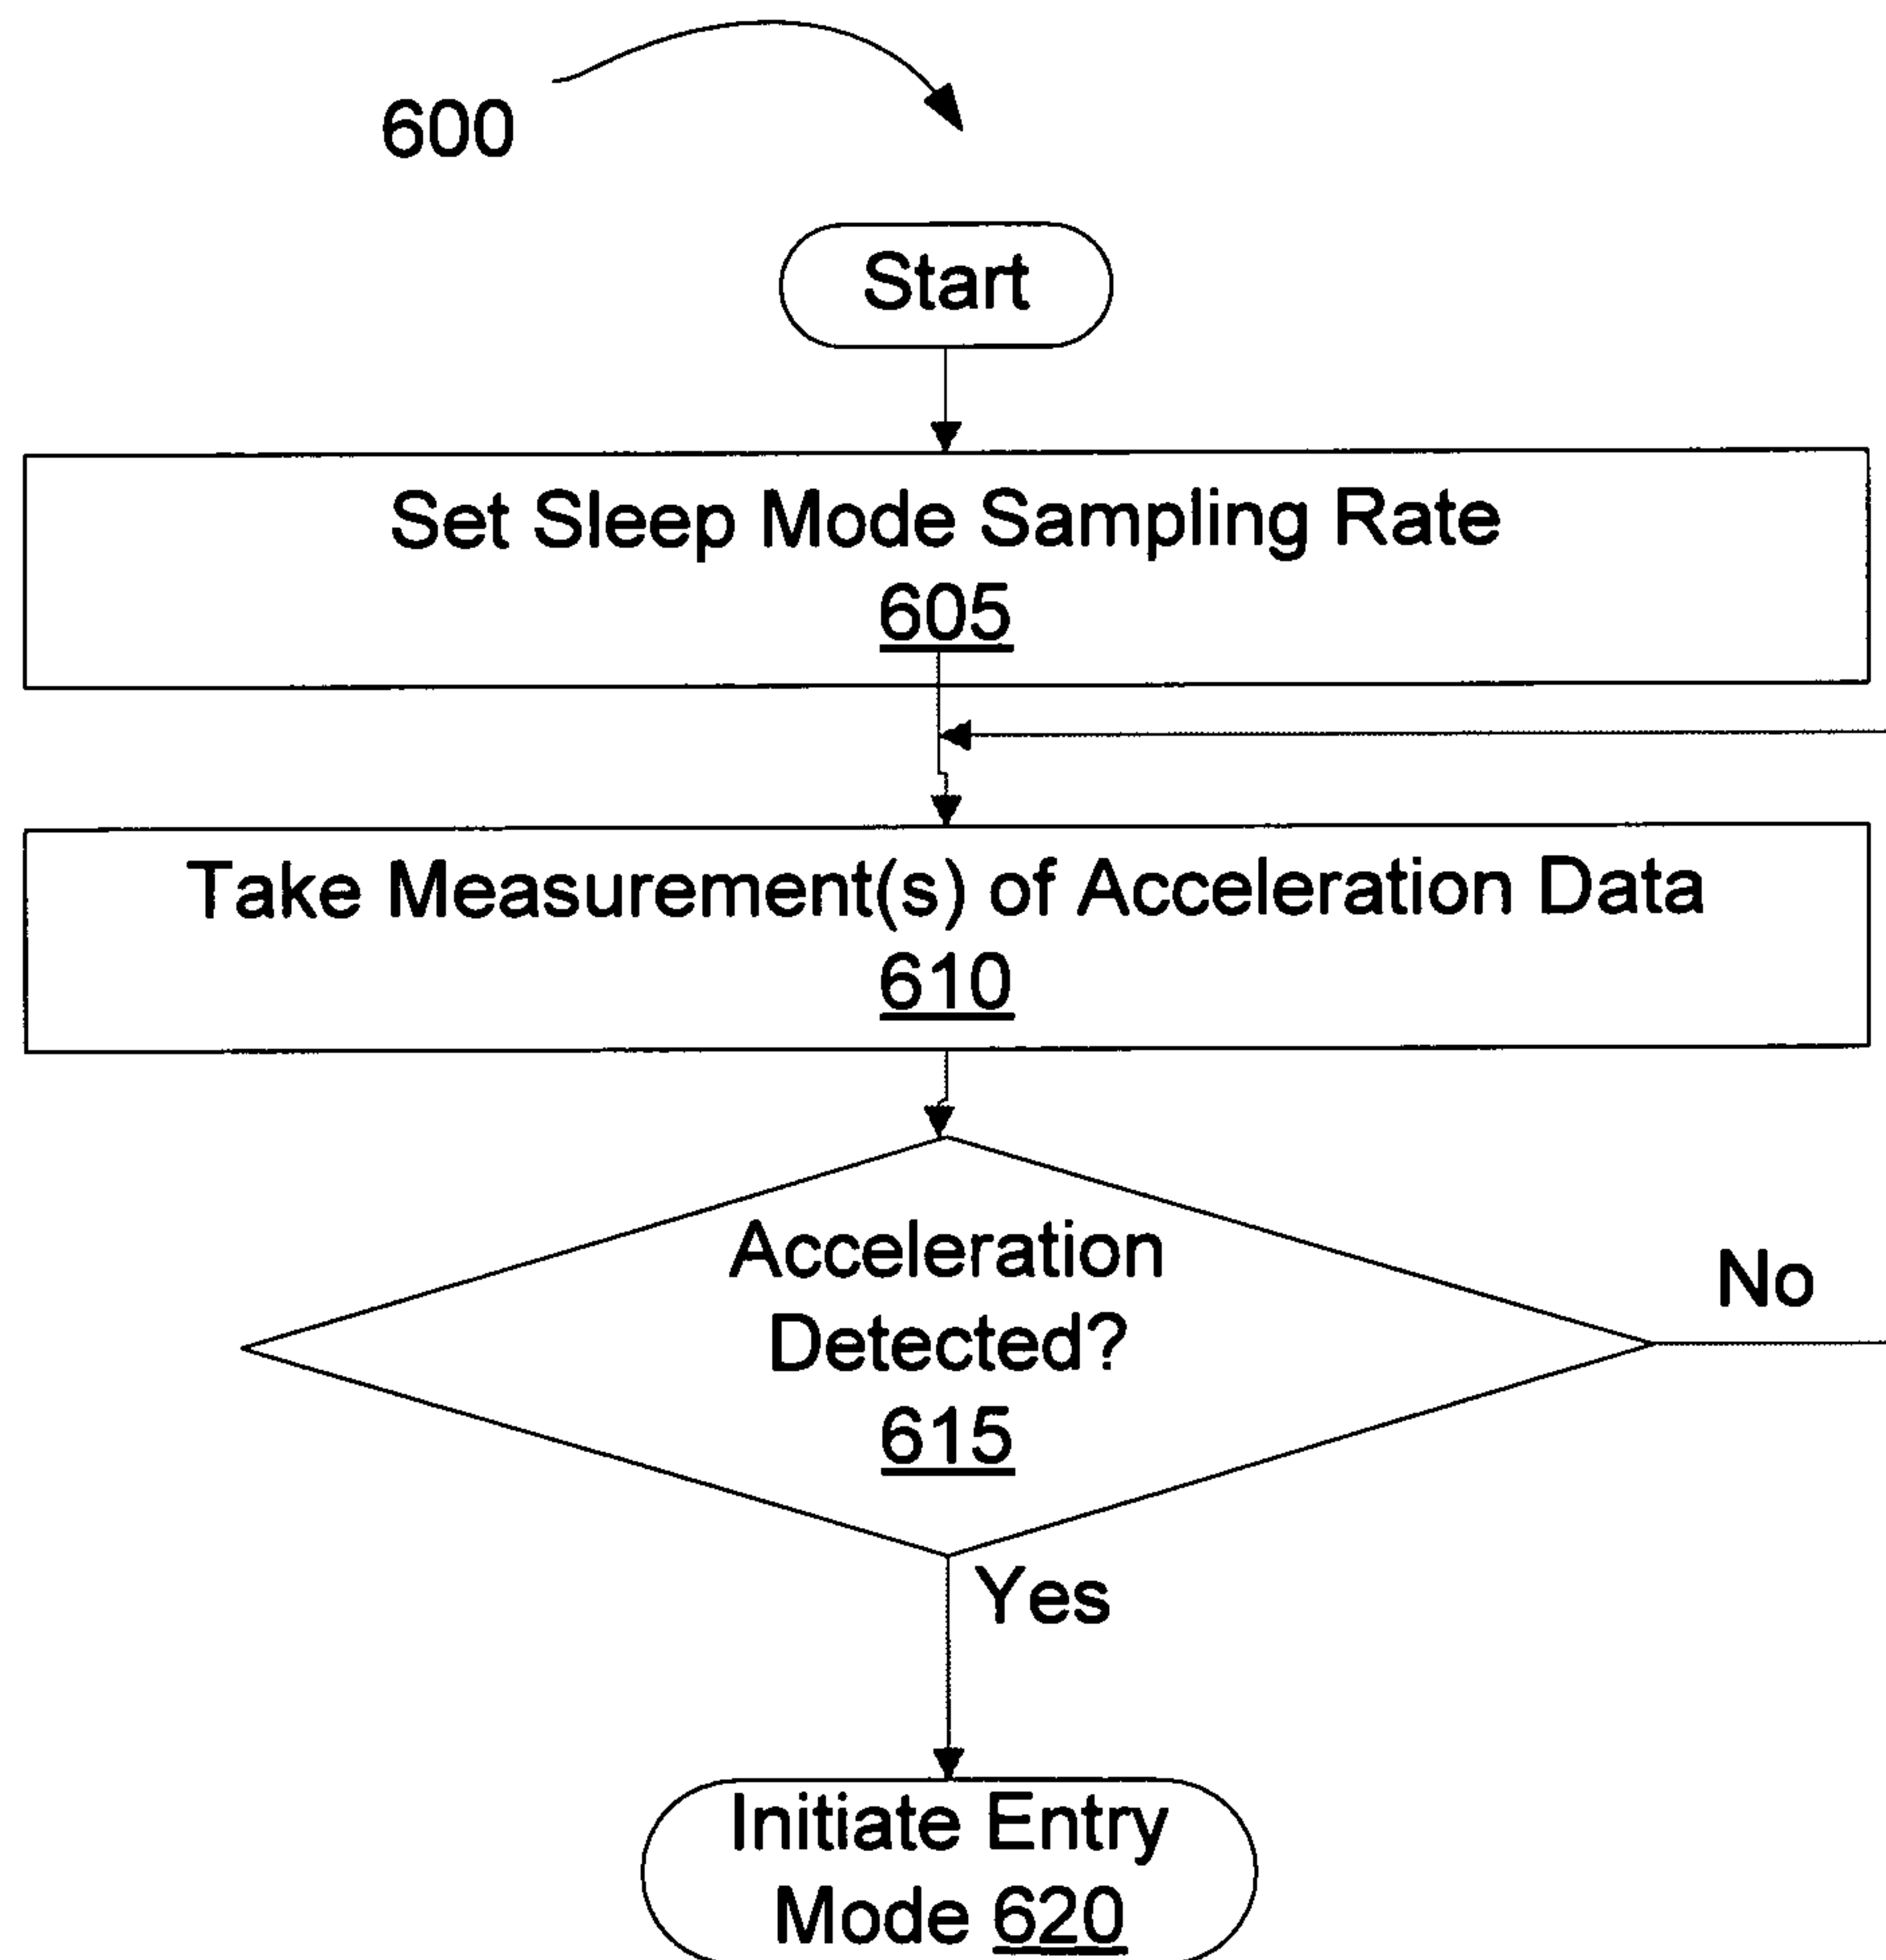 600
Start
Set Sleep Mode Sampling Rate
605
Take Measurement(s) of Acceleration Data
610
Acceleration
Detected?
615
No
Yes
Initiate Entry
Mode 620